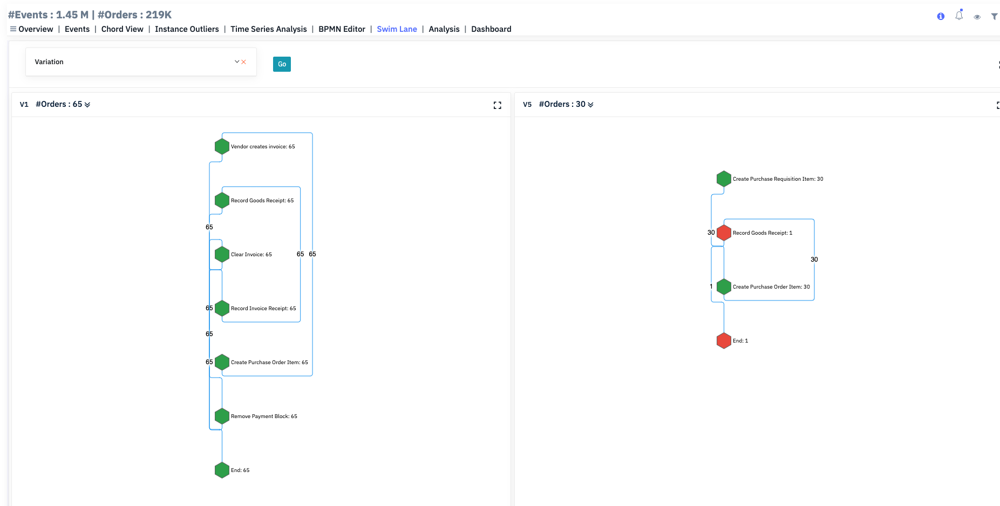 #Events : 1.45 M | #Orders : 219K
Overview | Events | Chord View | Instance Outliers | Time Series Analysis | BPMN Editor | Swim Lane | Analysis | Dashboard
Variation
Go
V1 #Orders : 65
Vendor creates invoice: 65
Record Goods Receipt: 65
65
Clear Invoice: 65
65 65
65
Record Invoice Receipt: 65
65
65
Create Purchase Order Item: 65
Remove Payment Block: 65
End: 65
V5 #Orders : 30
Create Purchase Requisition Item: 30
30
Record Goods Receipt: 1
30
1
Create Purchase Order Item: 30
End: 1